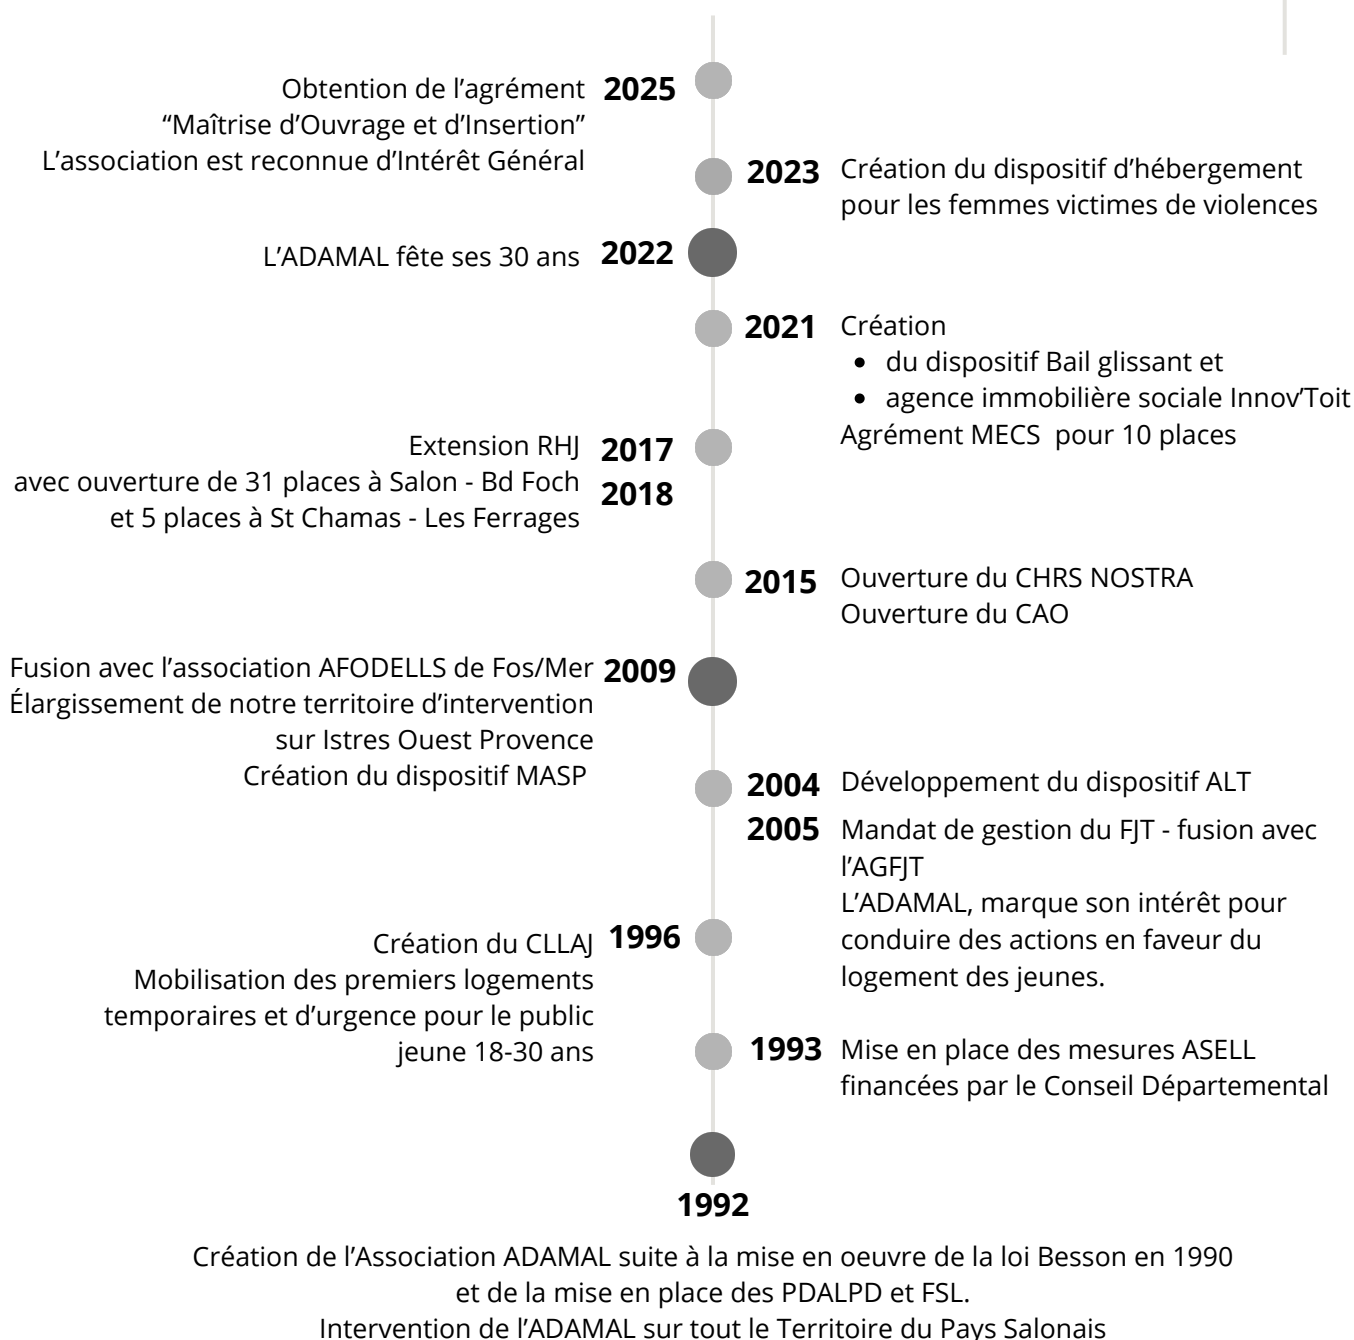 Obtention de l’agrément 2025
“Maîtrise d’Ouvrage et d’Insertion”
L’association est reconnue d’Intérêt Général
2023 Création du dispositif d’hébergement
pour les femmes victimes de violences
L’ADAMAL fête ses 30 ans 2022
2021 Création
• du dispositif Bail glissant et
• agence immobilière sociale Innov’Toit
Agrément MECS pour 10 places
Extension RHJ 2017
avec ouverture de 31 places à Salon - Bd Foch 2018
et 5 places à St Chamas - Les Ferrages
2015 Ouverture du CHRS NOSTRA
Ouverture du CAO
Fusion avec l’association AFODELLS de Fos/Mer 2009
Élargissement de notre territoire d’intervention
sur Istres Ouest Provence
Création du dispositif MASP
2004 Développement du dispositif ALT
2005 Mandat de gestion du FJT - fusion avec
l’AGFJT
L’ADAMAL, marque son intérêt pour
conduire des actions en faveur du
logement des jeunes.
Création du CLLAJ 1996
Mobilisation des premiers logements
temporaires et d’urgence pour le public
jeune 18-30 ans
1993 Mise en place des mesures ASELL
financées par le Conseil Départemental
1992
Création de l’Association ADAMAL suite à la mise en oeuvre de la loi Besson en 1990
et de la mise en place des PDALPD et FSL.
Intervention de l’ADAMAL sur tout le Territoire du Pays Salonais